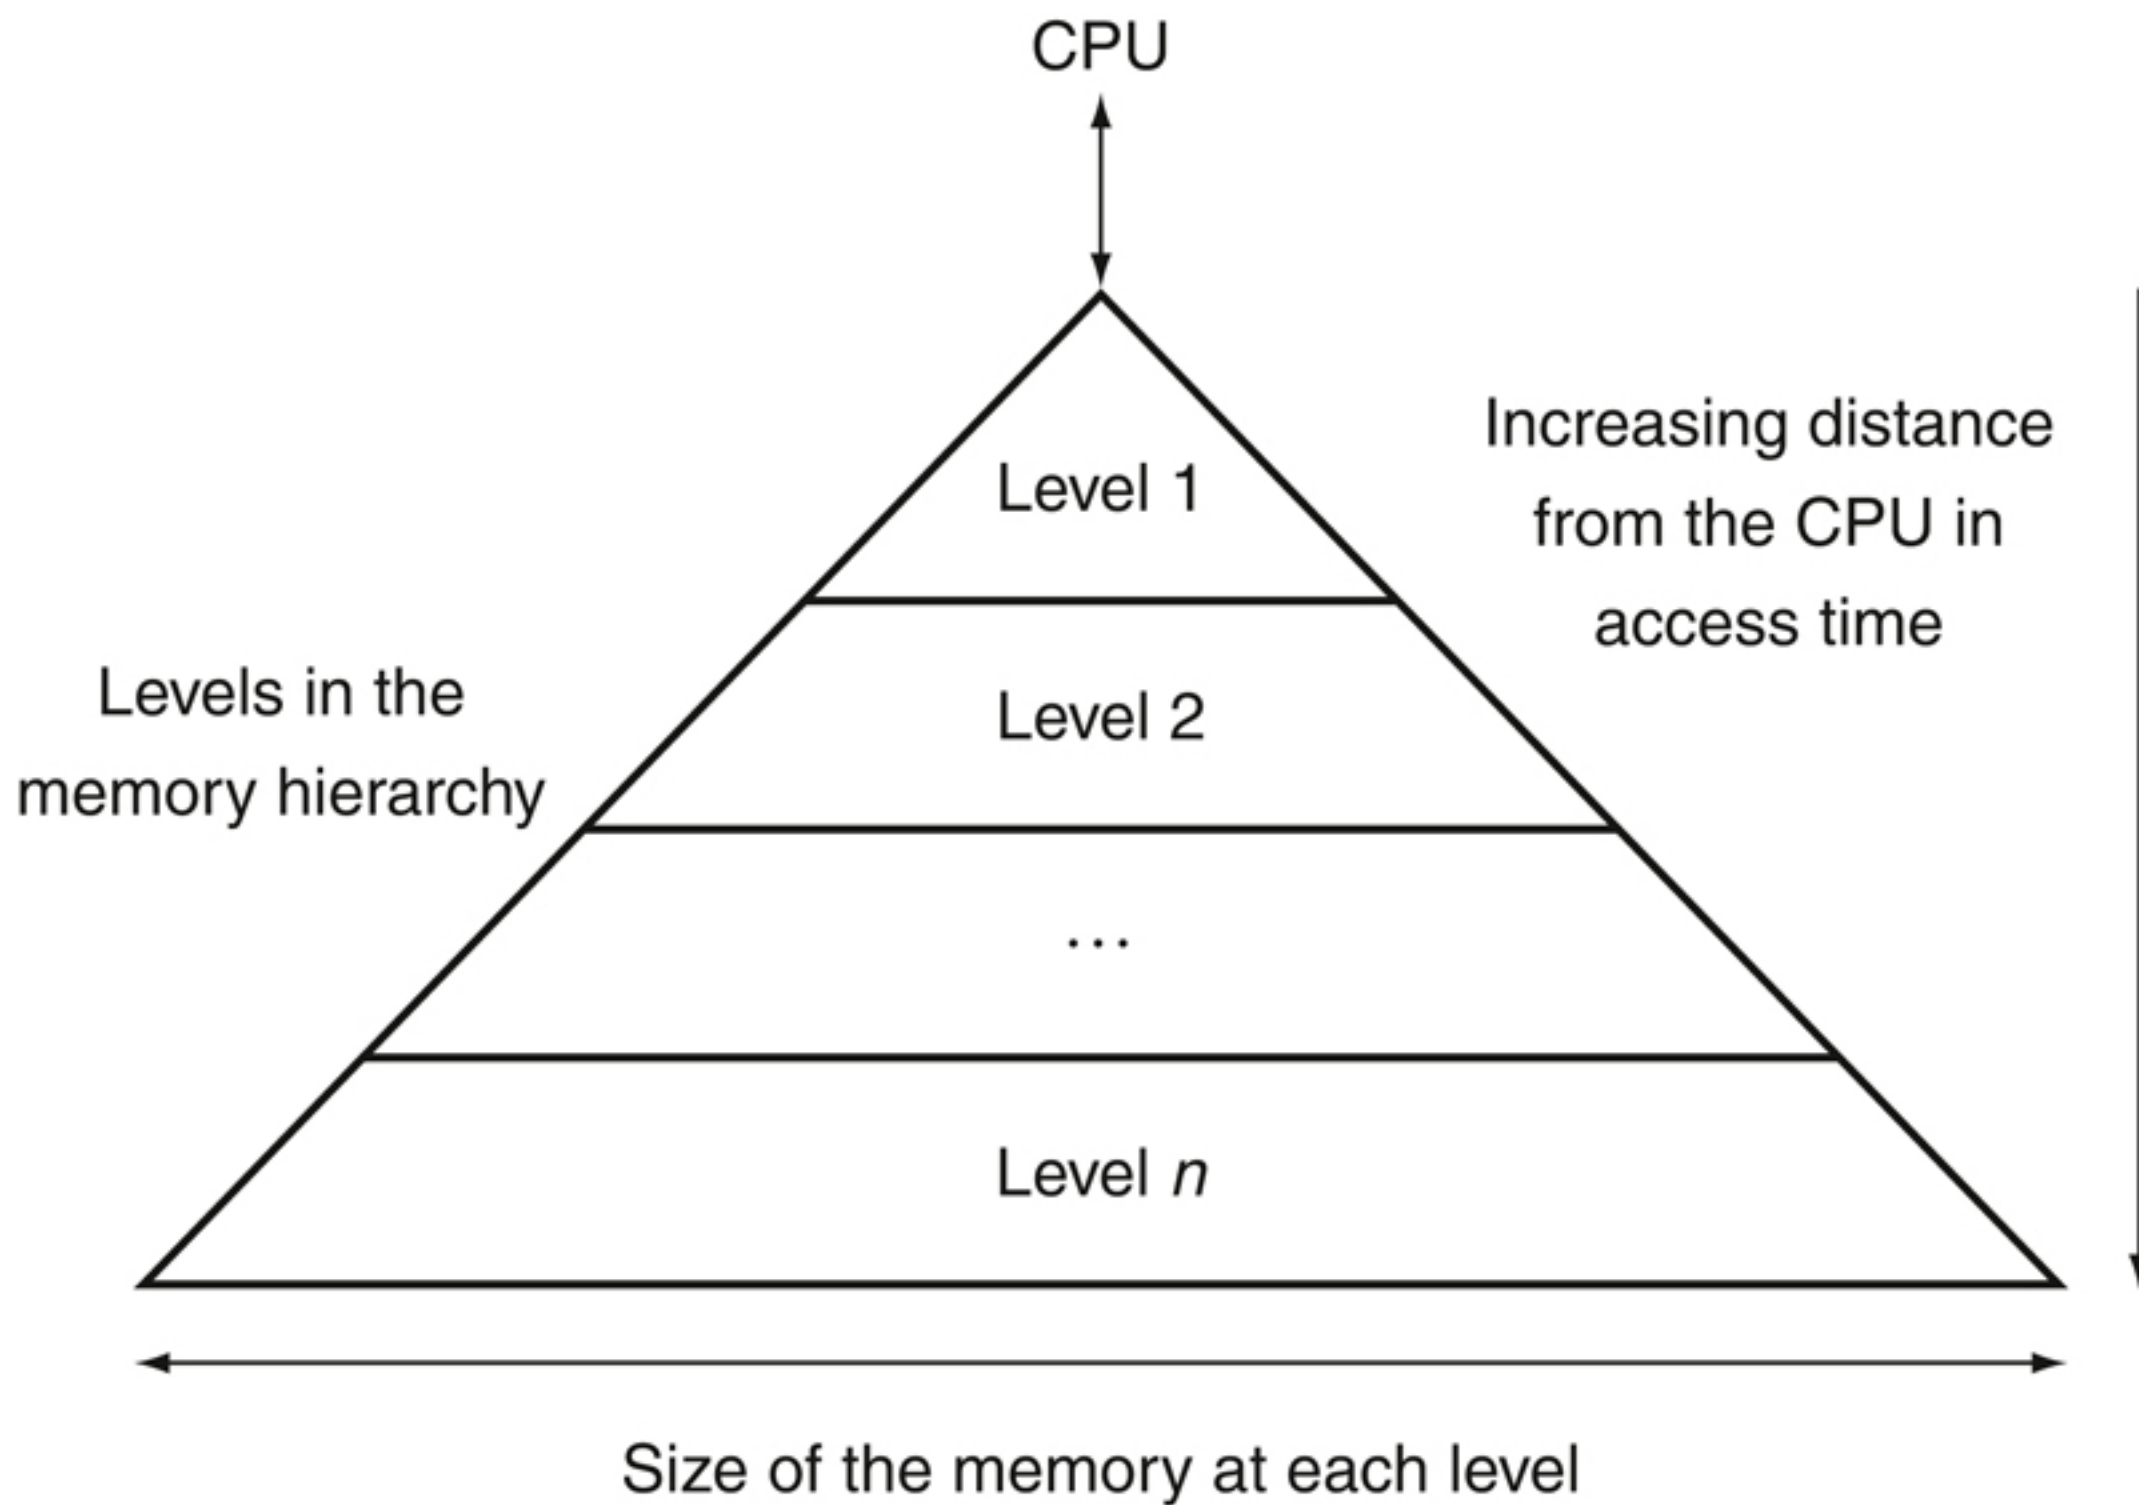 CPU
Level 1
Increasing distance
from the CPU in
access time
Levels in the
memory hierarchy
Level 2
...
Level n
Size of the memory at each level